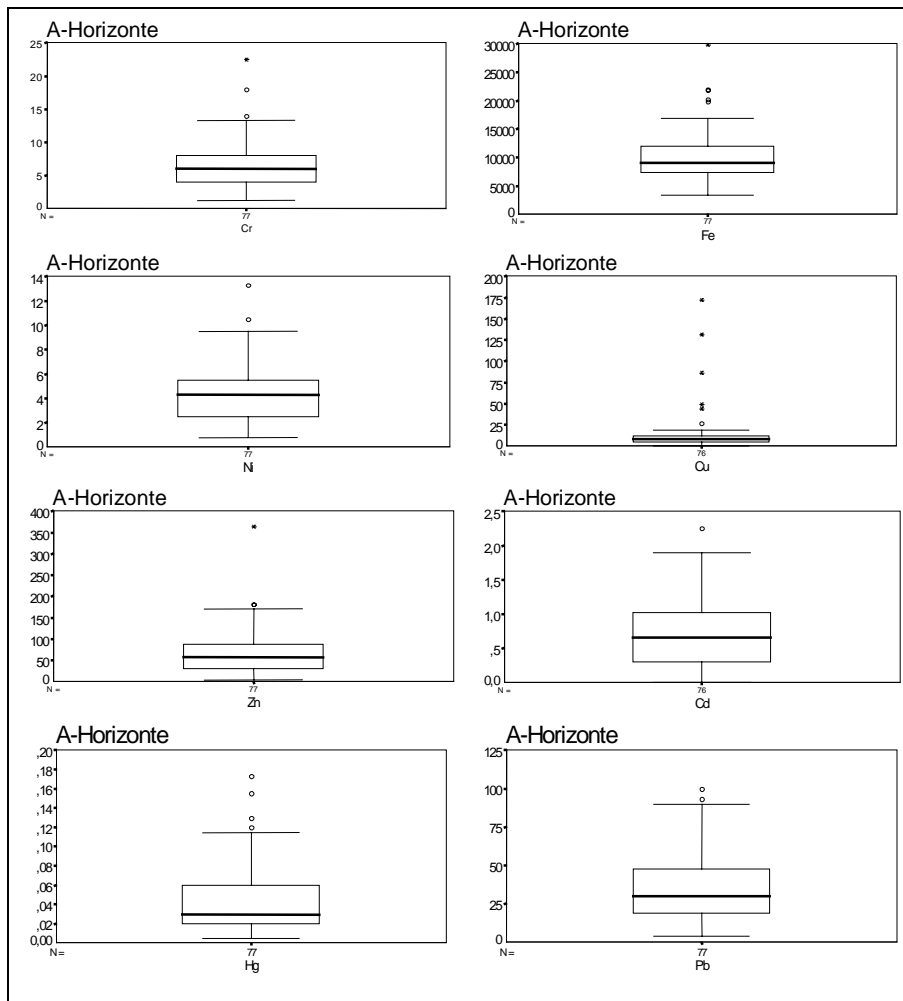 A-Horizonte
25
20
15
10
5
0
N = 77
Cr
A-Horizonte
30000
25000
20000
15000
10000
5000
0
N = 77
Fe
A-Horizonte
14
12
10
8
6
4
2
0
N = 77
Ni
A-Horizonte
200
175
150
125
100
75
50
25
0
N = 76
Cu
A-Horizonte
400
350
300
250
200
150
100
50
0
N = 77
Zn
A-Horizonte
2,5
2,0
1,5
1,0
,5
0,0
N = 76
Cd
A-Horizonte
,20
,18
,16
,14
,12
,10
,08
,06
,04
,02
0,00
N = 77
Hg
A-Horizonte
125
100
75
50
25
0
N = 77
Pb